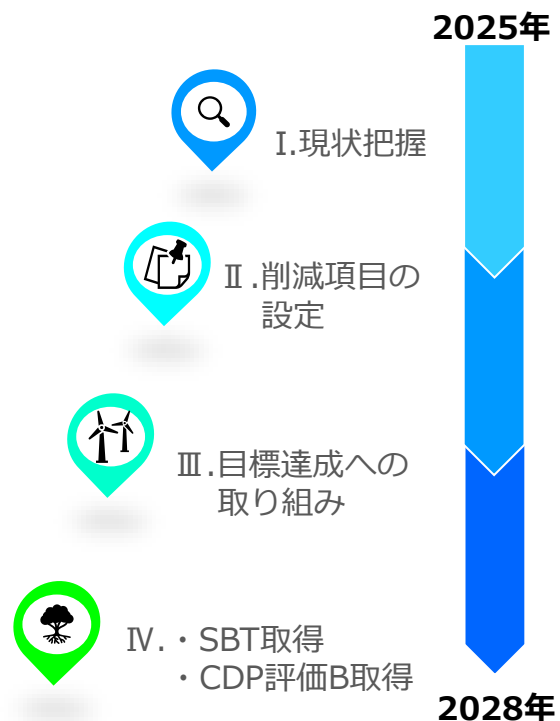 2025年
Ⅰ.現状把握
Ⅱ.削減項目の
設定
Ⅲ.目標達成への
取り組み
Ⅳ.・SBT取得
・CDP評価B取得
2028年